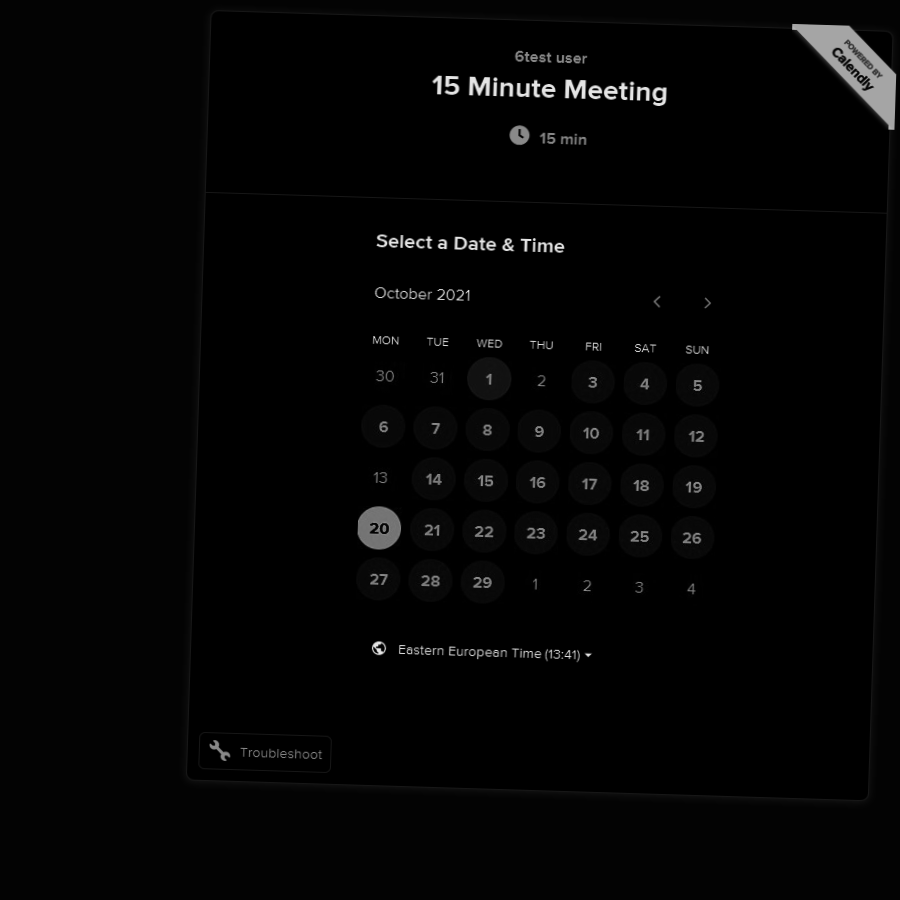 POWERED BY
Calendly
6test user
15 Minute Meeting
15 min
Select a Date & Time
October 2021
MON TUE WED THU FRI SAT SUN
30 31 1 2 3 4 5
6 7 8 9 10 11 12
13 14 15 16 17 18 19
20 21 22 23 24 25 26
27 28 29 1 2 3 4
Eastern European Time (13:41)
Troubleshoot